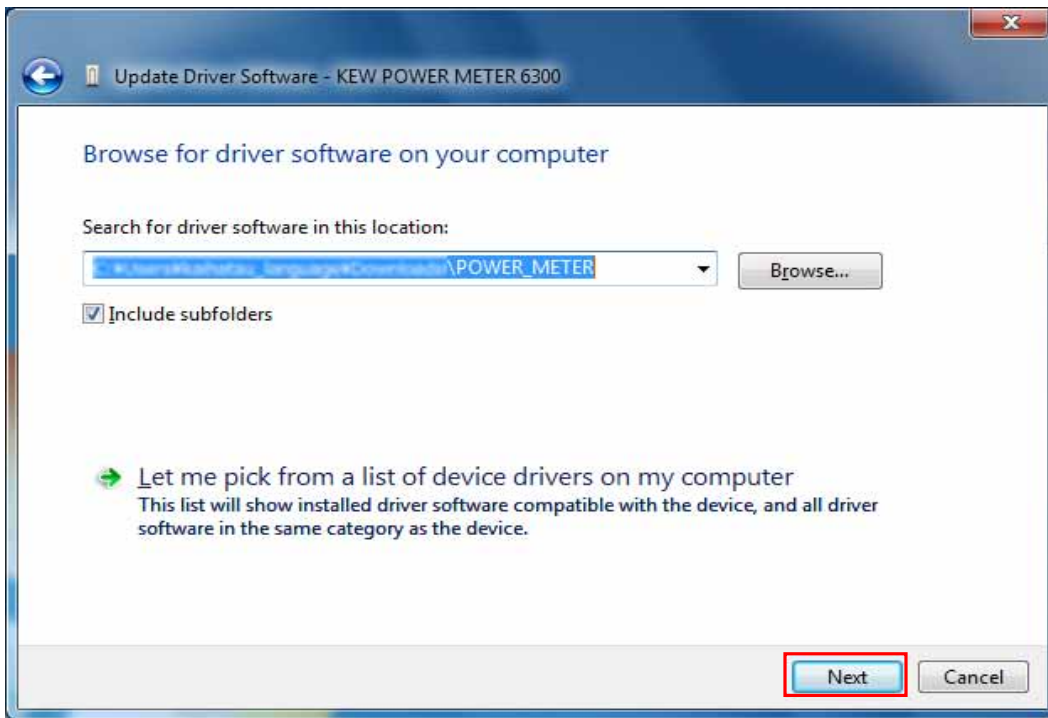 Update Driver Software - KEW POWER METER 6300
Browse for driver software on your computer
Search for driver software in this location:
\POWER_METER
Browse...
Include subfolders
Let me pick from a list of device drivers on my computer
This list will show installed driver software compatible with the device, and all driver
software in the same category as the device.
Next
Cancel